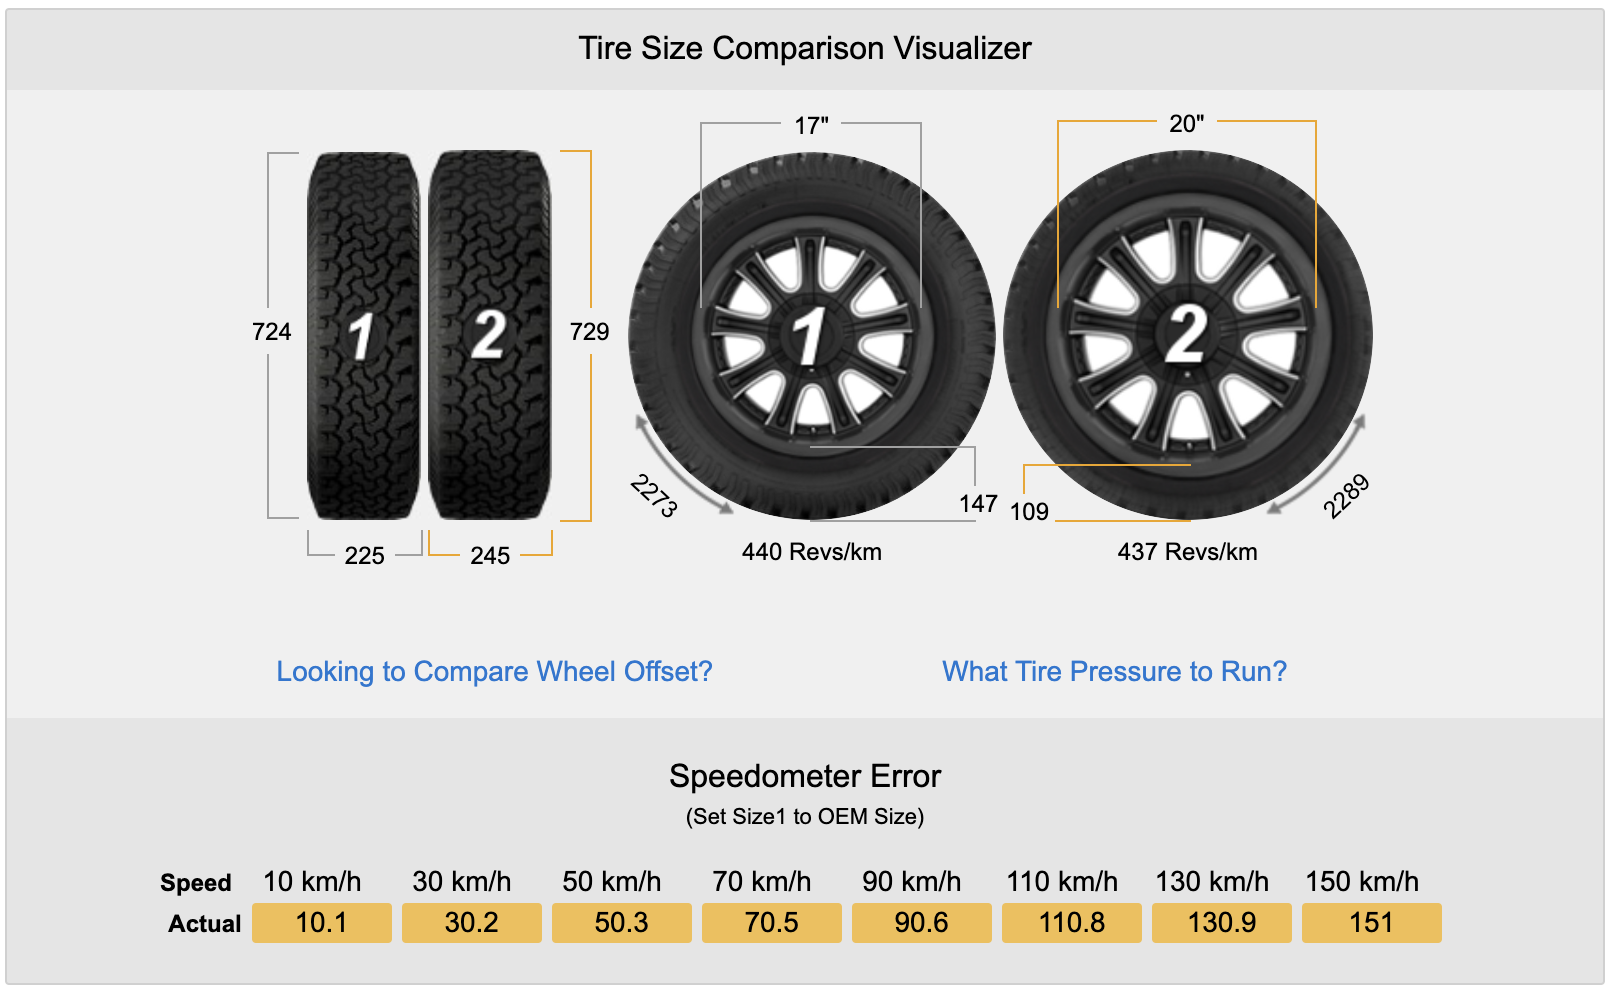 Tire Size Comparison Visualizer
17"
20"
724
1
2
729
1
2
2273
147
109
2289
225
245
440 Revs/km
437 Revs/km
Looking to Compare Wheel Offset?
What Tire Pressure to Run?
Speedometer Error
(Set Size1 to OEM Size)
Speed 10 km/h 30 km/h 50 km/h 70 km/h 90 km/h 110 km/h 130 km/h 150 km/h
Actual 10.1 30.2 50.3 70.5 90.6 110.8 130.9 151